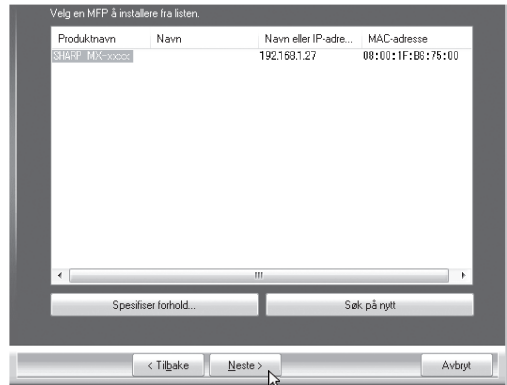 Velg en MFP å installere fra listen.
Produktnavn Navn Navn eller IP-adre... MAC-adresse
SHARP MX-xxxx 192.168.1.27 08:00:1F:B6:75:00
Spesifiser forhold... Søk på nytt
< Tilbake Neste > Avbryt